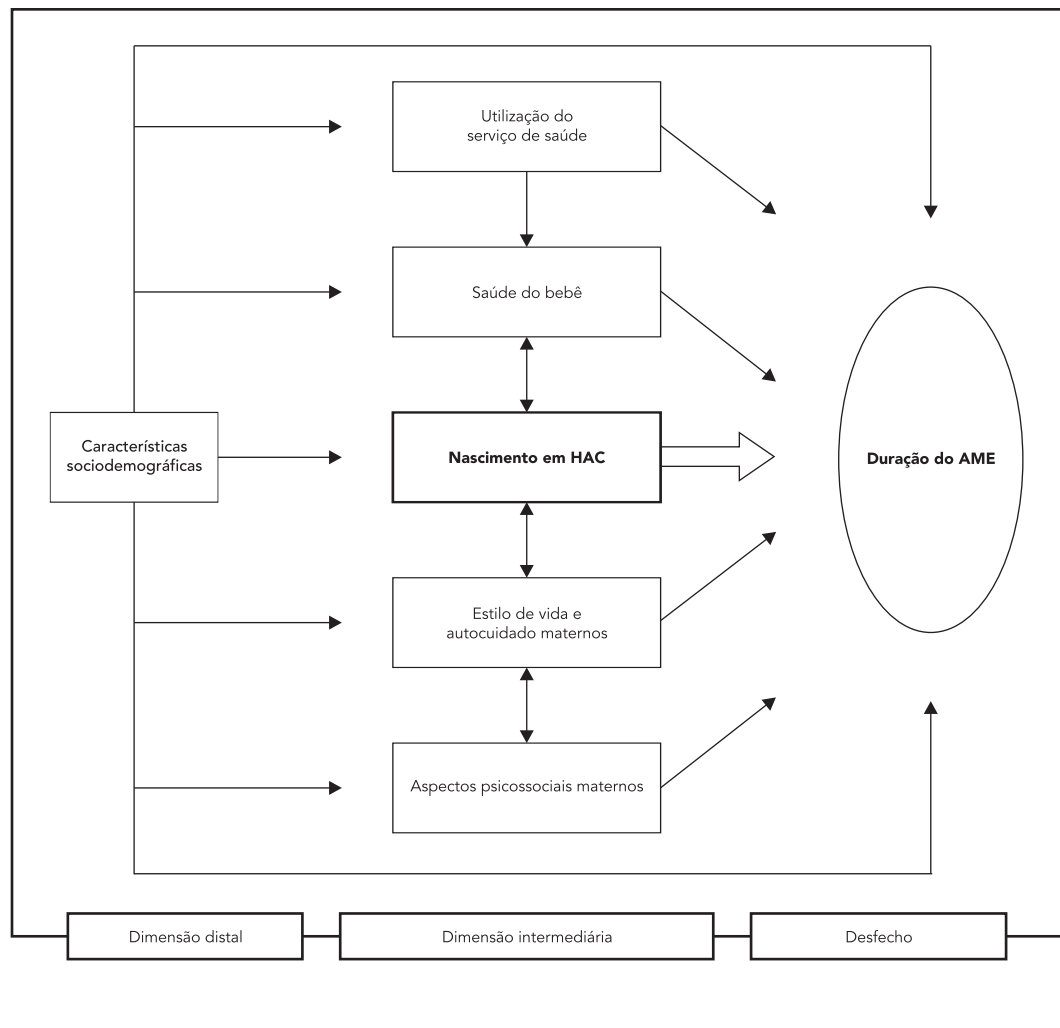 Utilização do
serviço de saúde
Saúde do bebê
Características
sociodemográficas
Nascimento em HAC
Duração do AME
Estilo de vida e
autocuidado maternos
Aspectos psicossociais maternos
Dimensão distal
Dimensão intermediária
Desfecho